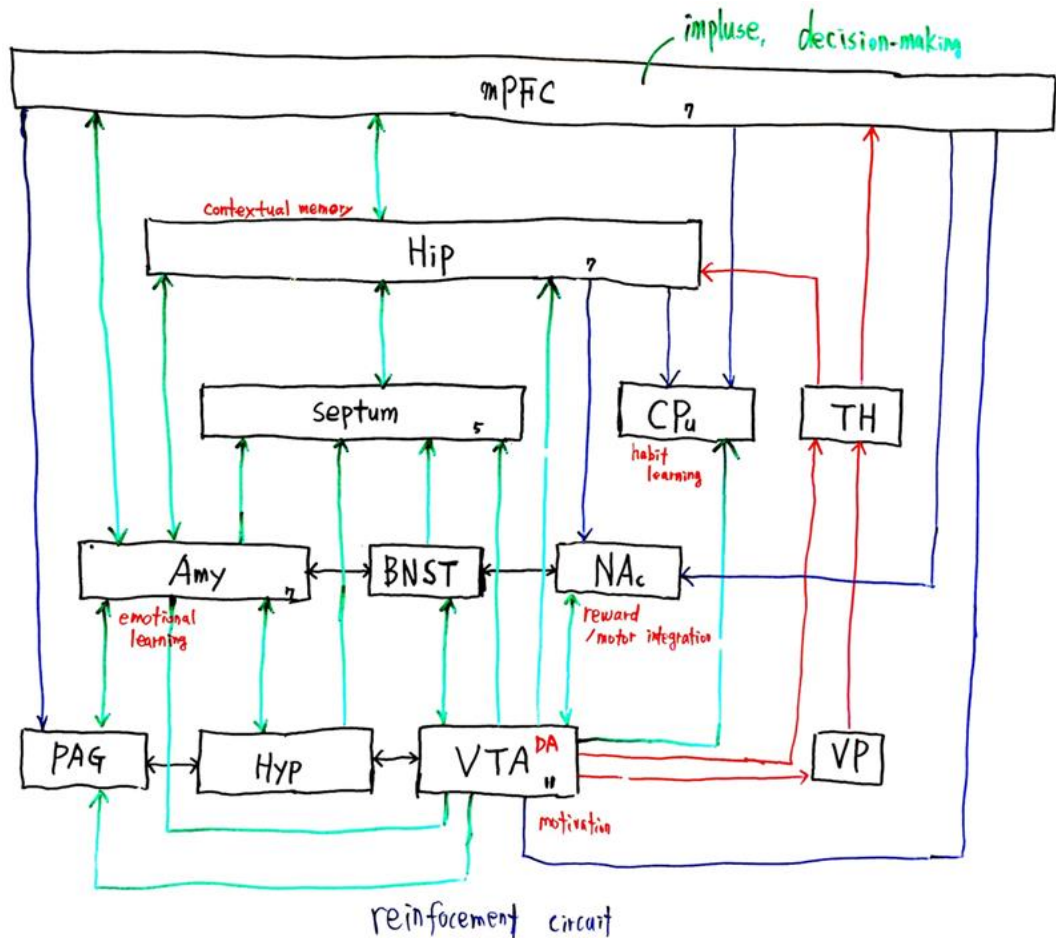 impluse, decision-making
mPFC
7
contextual memory
Hip
7
Septum
5
CPu
TH
habit
learning
Amy
7
BNST
NAc
emotional
learning
reward
/motor integration
PAG
Hyp
VTA DA
11
VP
motivation
reinfocement circuit